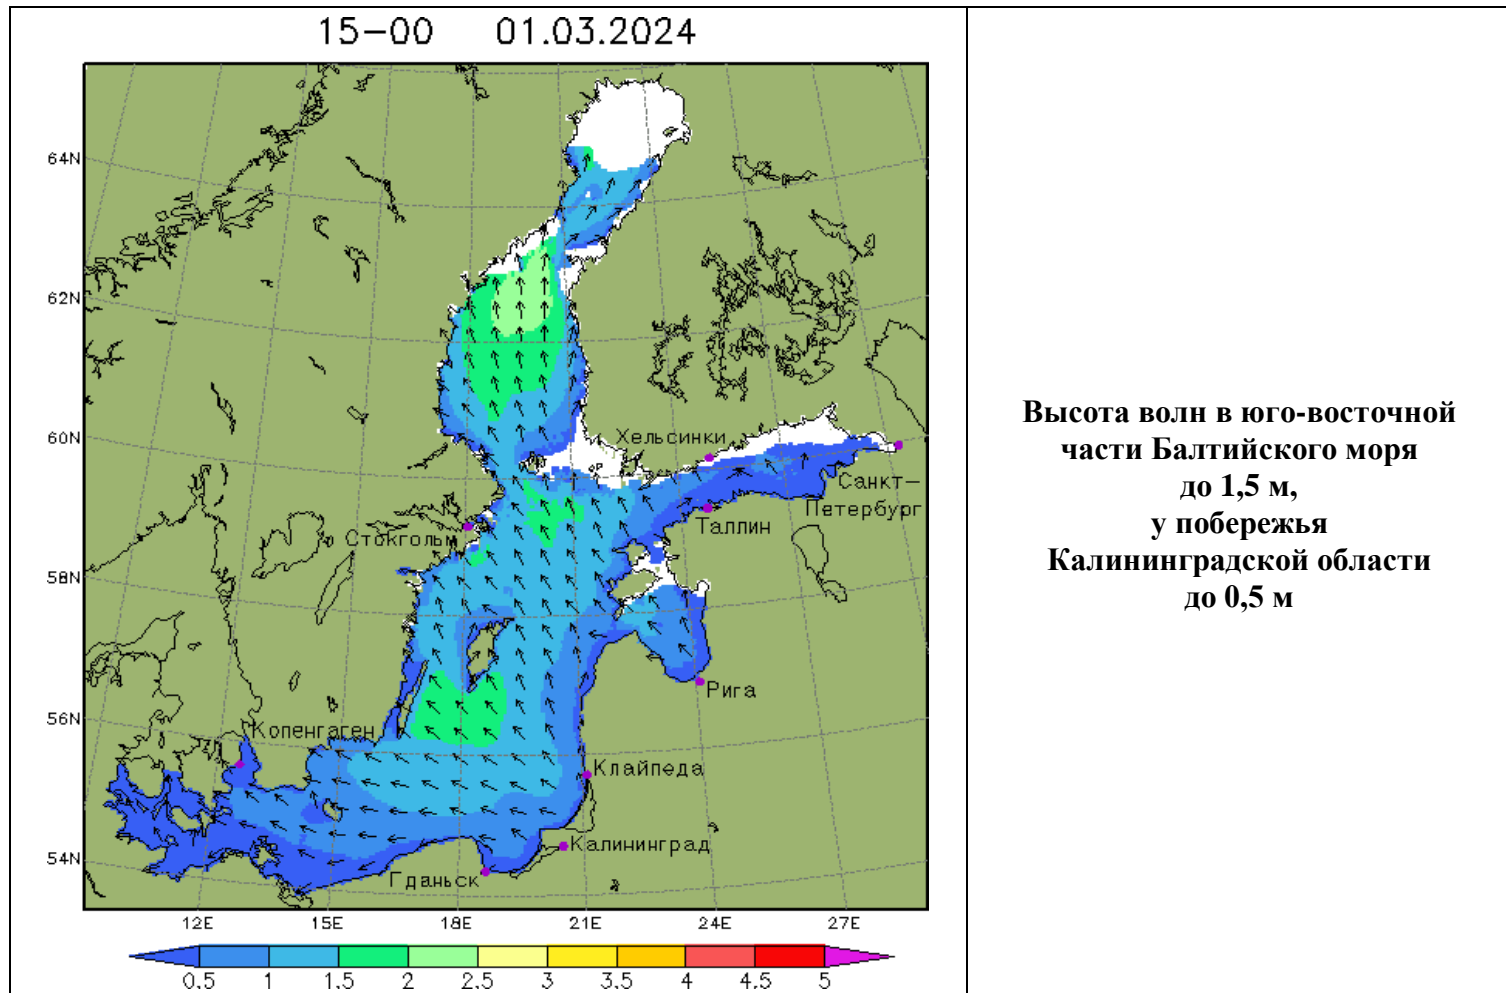 15-00 01.03.2024
64N
62N
60N
58N
56N
54N
Хельсинки
Санкт-
Петербург
Таллин
Стокгольм
Рига
Копенгаген
Клайпеда
Калининград
Гданьск
12E 15E 18E 21E 24E 27E
0,5 1 1,5 2 2,5 3 3,5 4 4,5 5
Высота волн в юго-восточной
части Балтийского моря
до 1,5 м,
у побережья
Калининградской области
до 0,5 м